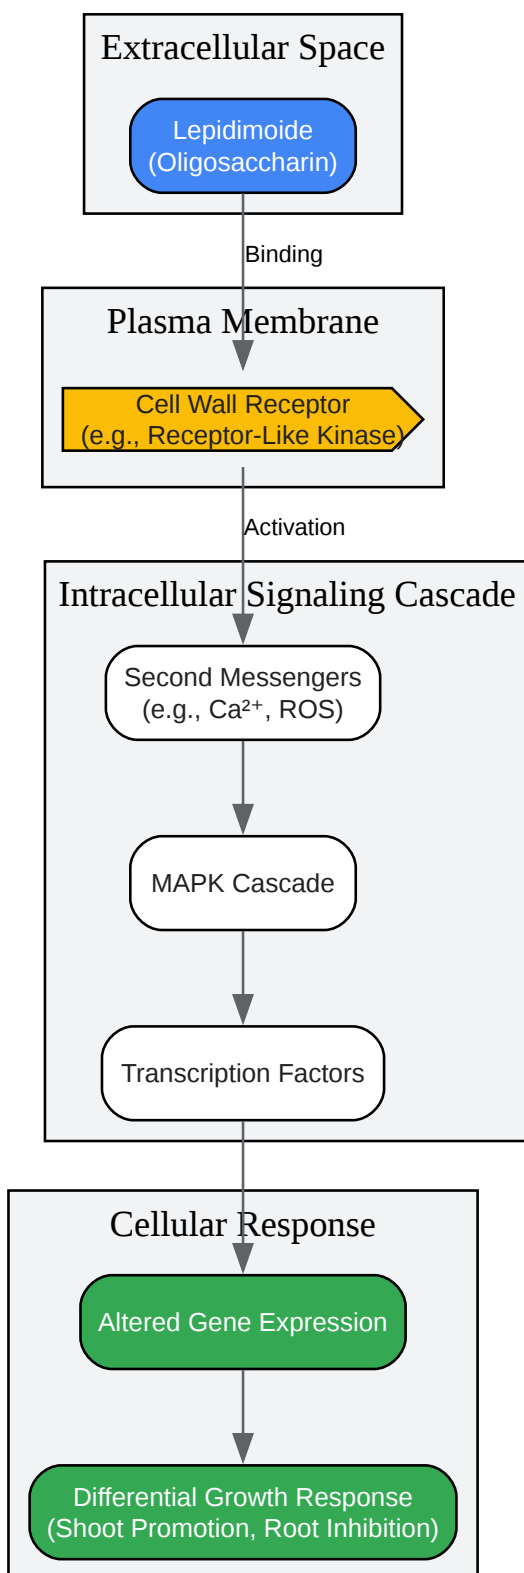 Extracellular Space
Lepidimoide
(Oligosaccharin)
Binding
Plasma Membrane
Cell Wall Receptor
(e.g., Receptor-Like Kinase)
Activation
Intracellular Signaling Cascade
Second Messengers
(e.g., Ca²⁺, ROS)
MAPK Cascade
Transcription Factors
Cellular Response
Altered Gene Expression
Differential Growth Response
(Shoot Promotion, Root Inhibition)